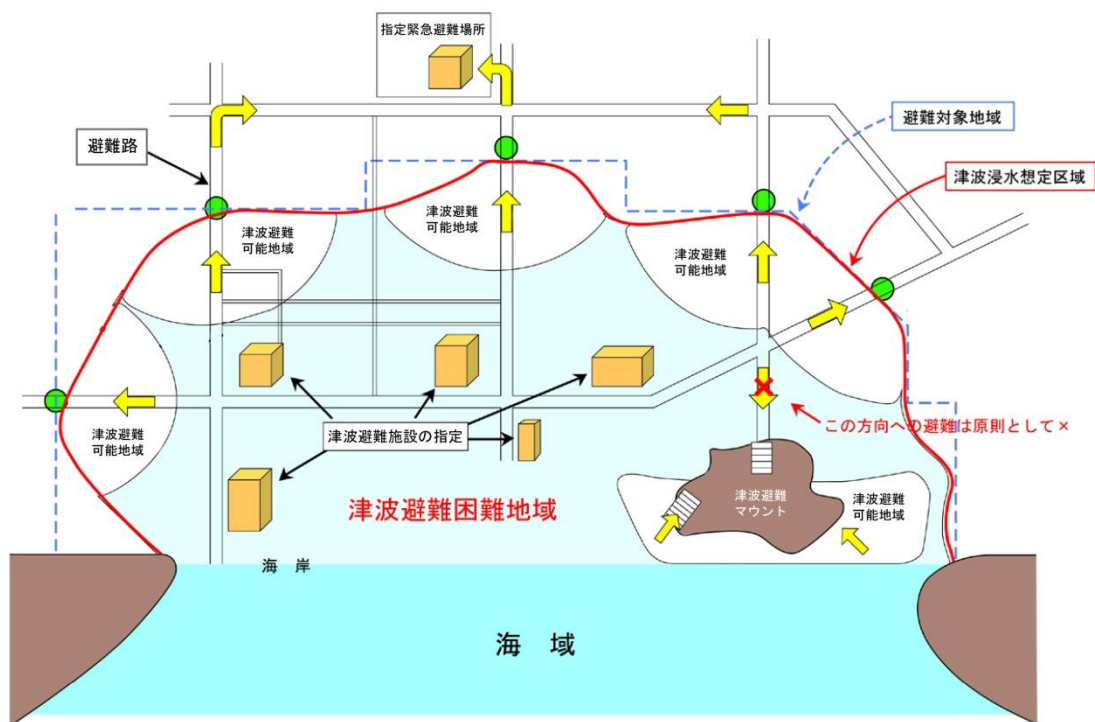 指定緊急避難場所
避難路
避難対象地域
津波浸水想定区域
津波避難
可能地域
津波避難
可能地域
津波避難
可能地域
津波避難
可能地域
この方向への避難は原則として×
津波避難施設の指定
津波避難困難地域
津波避難
マウント
津波避難
可能地域
海 岸
海 域